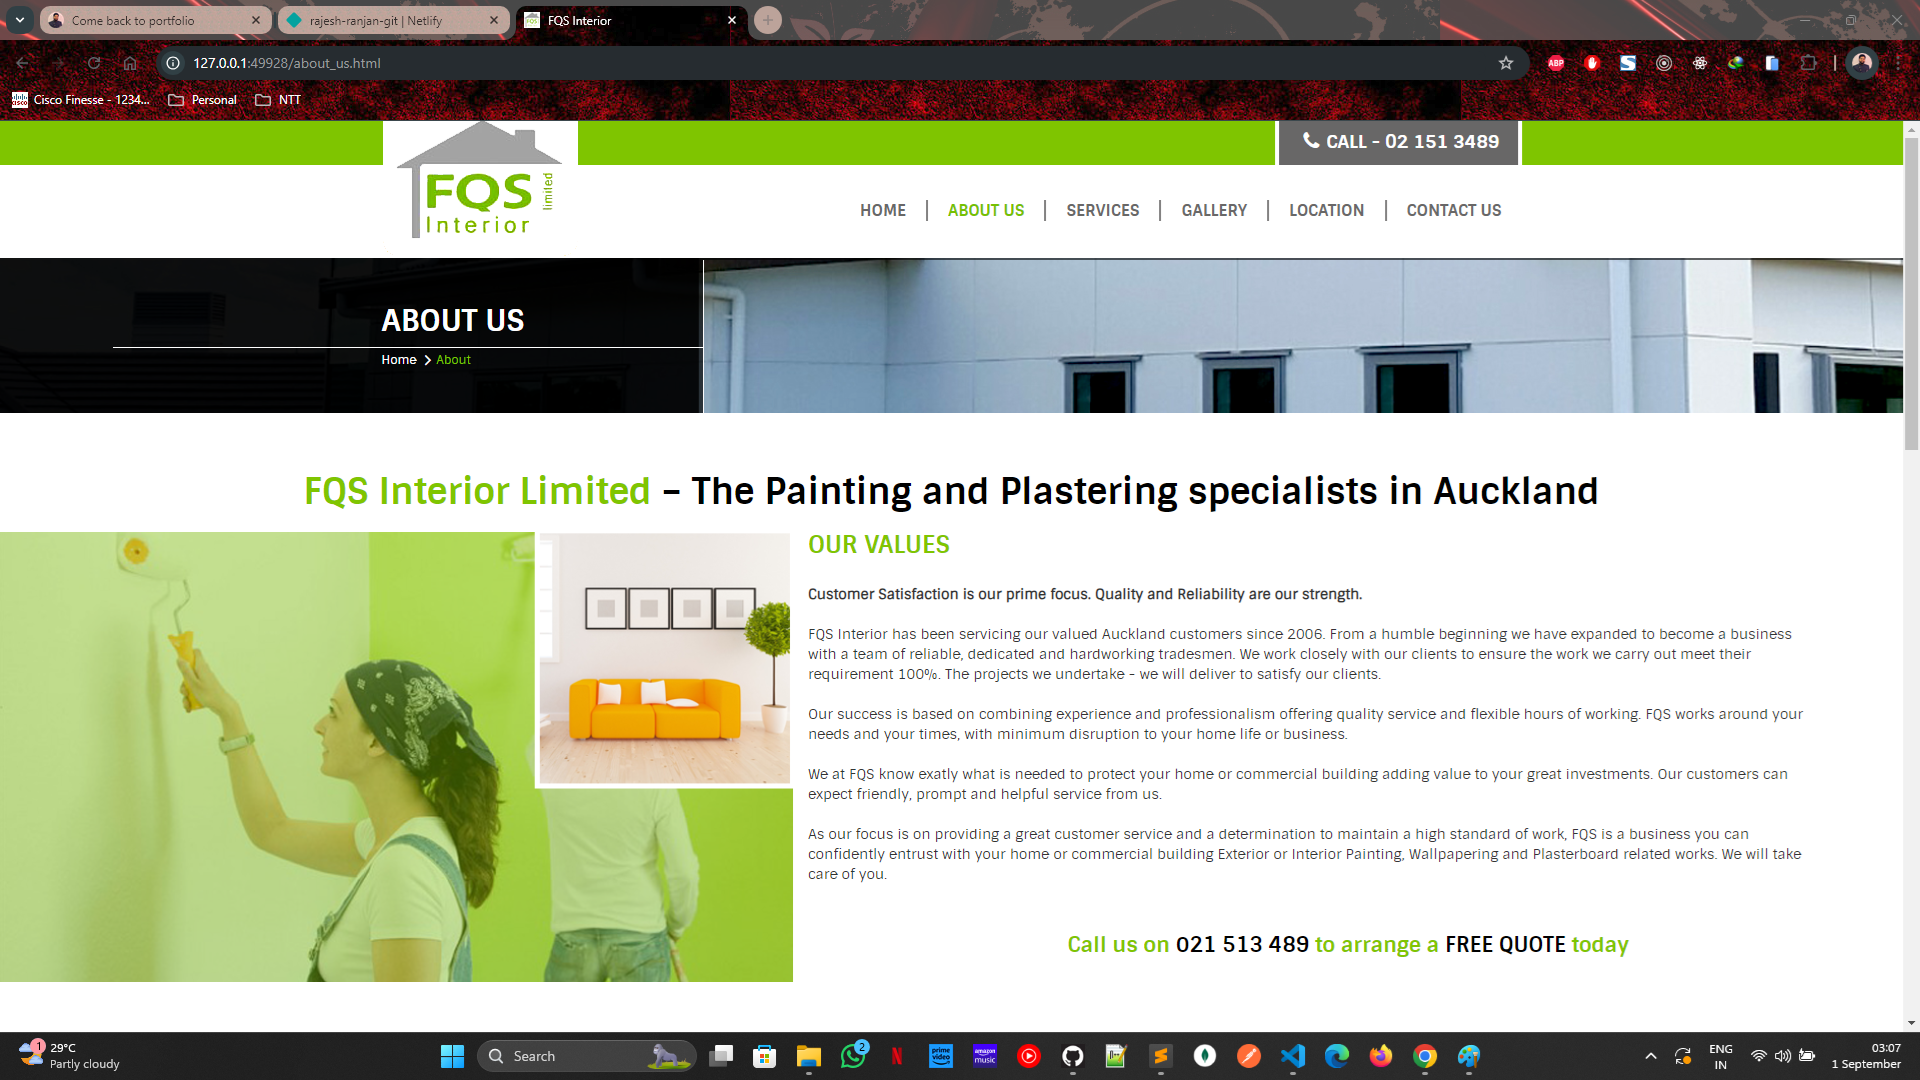 Come back to portfolio
rajesh-ranjan-git | Netlify
FQS Interior
127.0.0.1:49928/about_us.html
ABP
Cisco Finesse - 1234...
Personal
NTT
CALL - 02 151 3489
FQS limited
Interior
HOME
ABOUT US
SERVICES
GALLERY
LOCATION
CONTACT US
ABOUT US
Home > About
FQS Interior Limited – The Painting and Plastering specialists in Auckland
OUR VALUES
Customer Satisfaction is our prime focus. Quality and Reliability are our strength.
FQS Interior has been servicing our valued Auckland customers since 2006. From a humble beginning we have expanded to become a business
with a team of reliable, dedicated and hardworking tradesmen. We work closely with our clients to ensure the work we carry out meet their
requirement 100%. The projects we undertake - we will deliver to satisfy our clients.
Our success is based on combining experience and professionalism offering quality service and flexible hours of working. FQS works around your
needs and your times, with minimum disruption to your home life or business.
We at FQS know exatly what is needed to protect your home or commercial building adding value to your great investments. Our customers can
expect friendly, prompt and helpful service from us.
As our focus is on providing a great customer service and a determination to maintain a high standard of work, FQS is a business you can
confidently entrust with your home or commercial building Exterior or Interior Painting, Wallpapering and Plasterboard related works. We will take
care of you.
Call us on 021 513 489 to arrange a FREE QUOTE today
1
29°C
Partly cloudy
Search
2
prime video
amazon music
ENG
IN
03:07
1 September